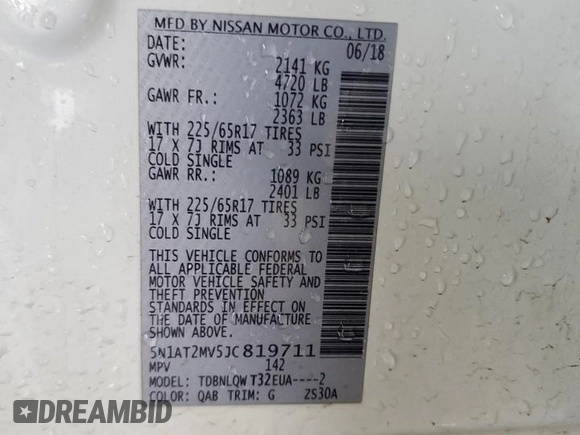 MFD BY NISSAN MOTOR CO., LTD.
DATE: 06/18
GVWR: 2141 KG
4720 LB
GAWR FR.: 1072 KG
2363 LB
WITH 225/65R17 TIRES
17 X 7J RIMS AT 33 PSI
COLD SINGLE
GAWR RR.: 1089 KG
2401 LB
WITH 225/65R17 TIRES
17 X 7J RIMS AT 33 PSI
COLD SINGLE
THIS VEHICLE CONFORMS TO
ALL APPLICABLE FEDERAL
MOTOR VEHICLE SAFETY AND
THEFT PREVENTION
STANDARDS IN EFFECT ON
THE DATE OF MANUFACTURE
SHOWN ABOVE.
5N1AT2MV5JC819711
MPV 142
MODEL: TDBNLQW T32EUA----2
COLOR: QAB TRIM: G ZS30A
DREAMBID